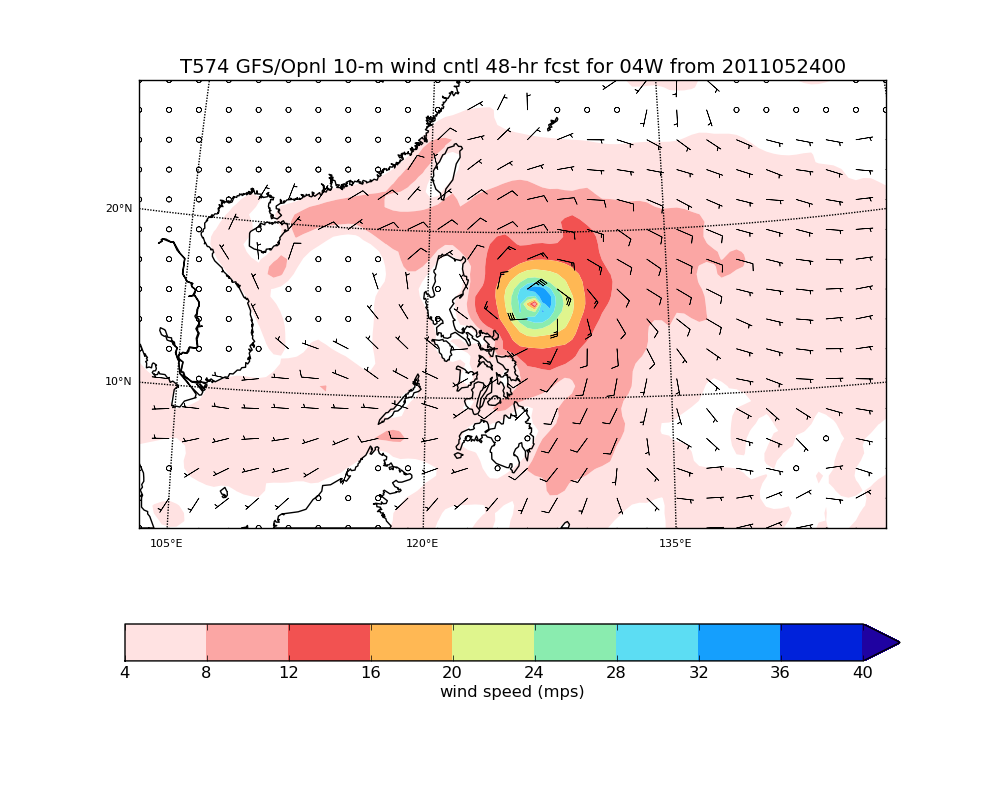 T574 GFS/Opnl 10-m wind cntl 48-hr fcst for 04W from 2011052400
20°N
10°N
105°E 120°E 135°E
4 8 12 16 20 24 28 32 36 40
wind speed (mps)